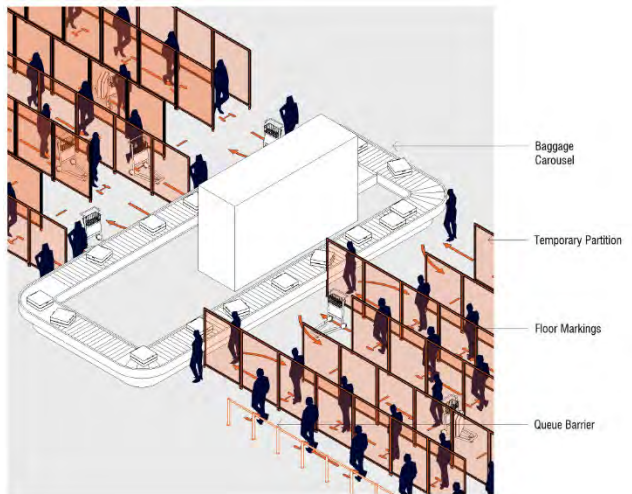 Baggage
Carousel
Temporary Partition
Floor Markings
Queue Barrier